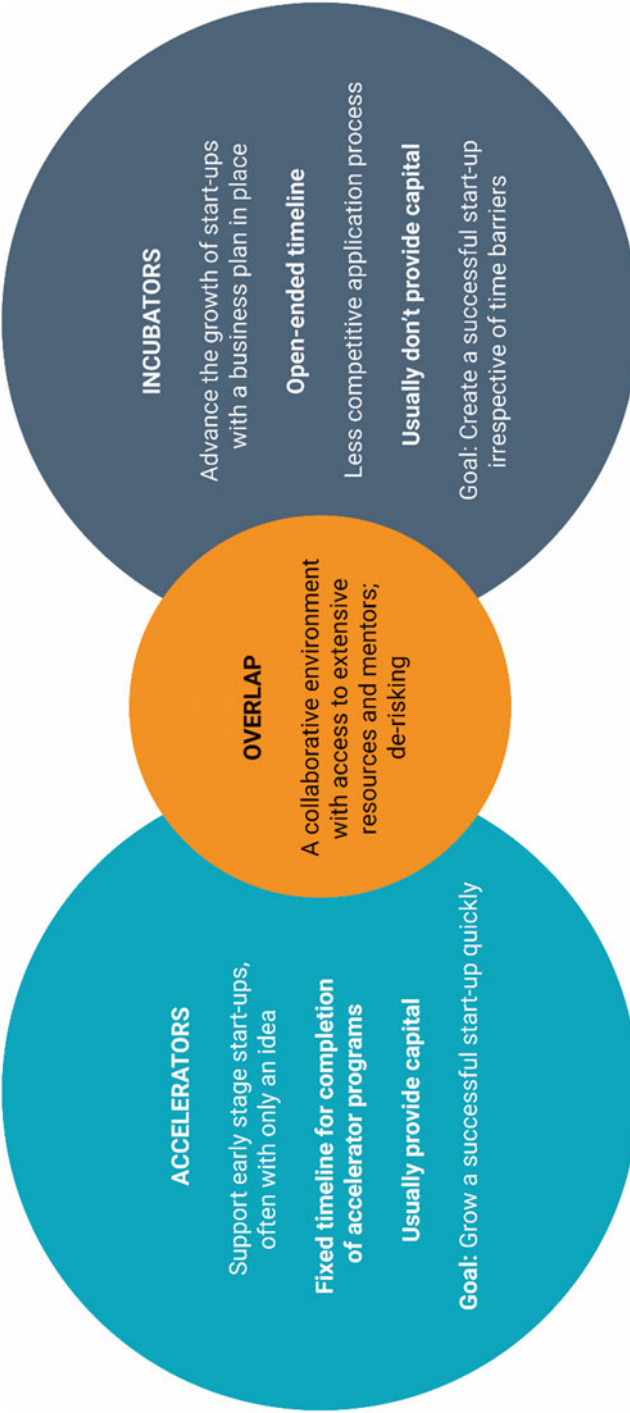 ACCELERATORS
Support early stage start-ups,
often with only an idea
Fixed timeline for completion
of accelerator programs
Usually provide capital
Goal: Grow a successful start-up quickly
OVERLAP
A collaborative environment
with access to extensive
resources and mentors;
de-risking
INCUBATORS
Advance the growth of start-ups
with a business plan in place
Open-ended timeline
Less competitive application process
Usually don't provide capital
Goal: Create a successful start-up
irrespective of time barriers